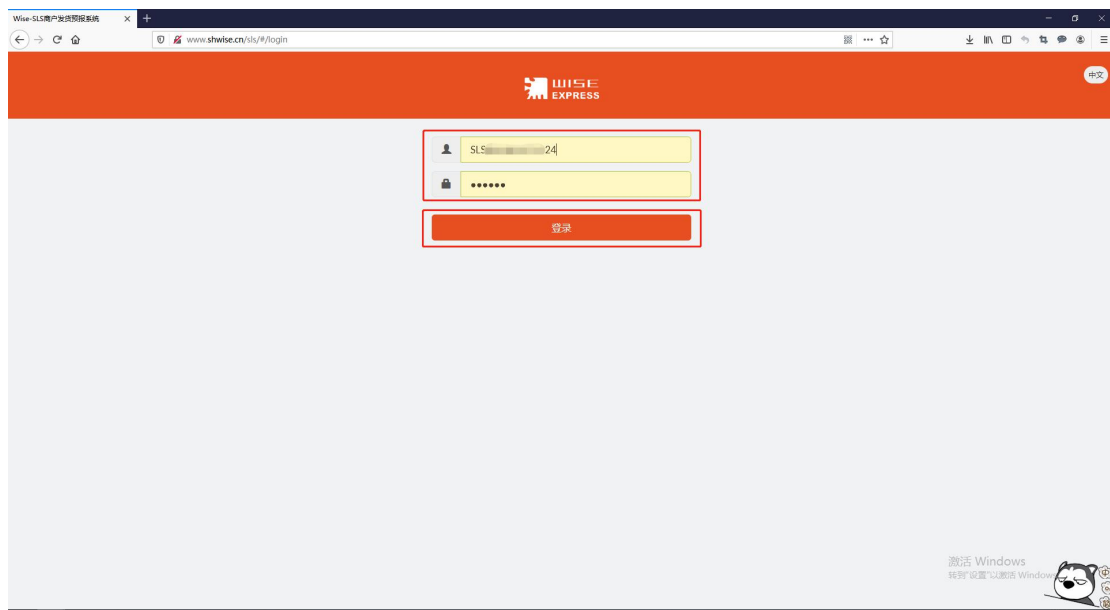 Wise-SLS商户发货预报系统
www.shwise.cn/sls/#/login
WISE
EXPRESS
中文
SLS 24
••••••
登录
激活 Windows
转到"设置"以激活 Window